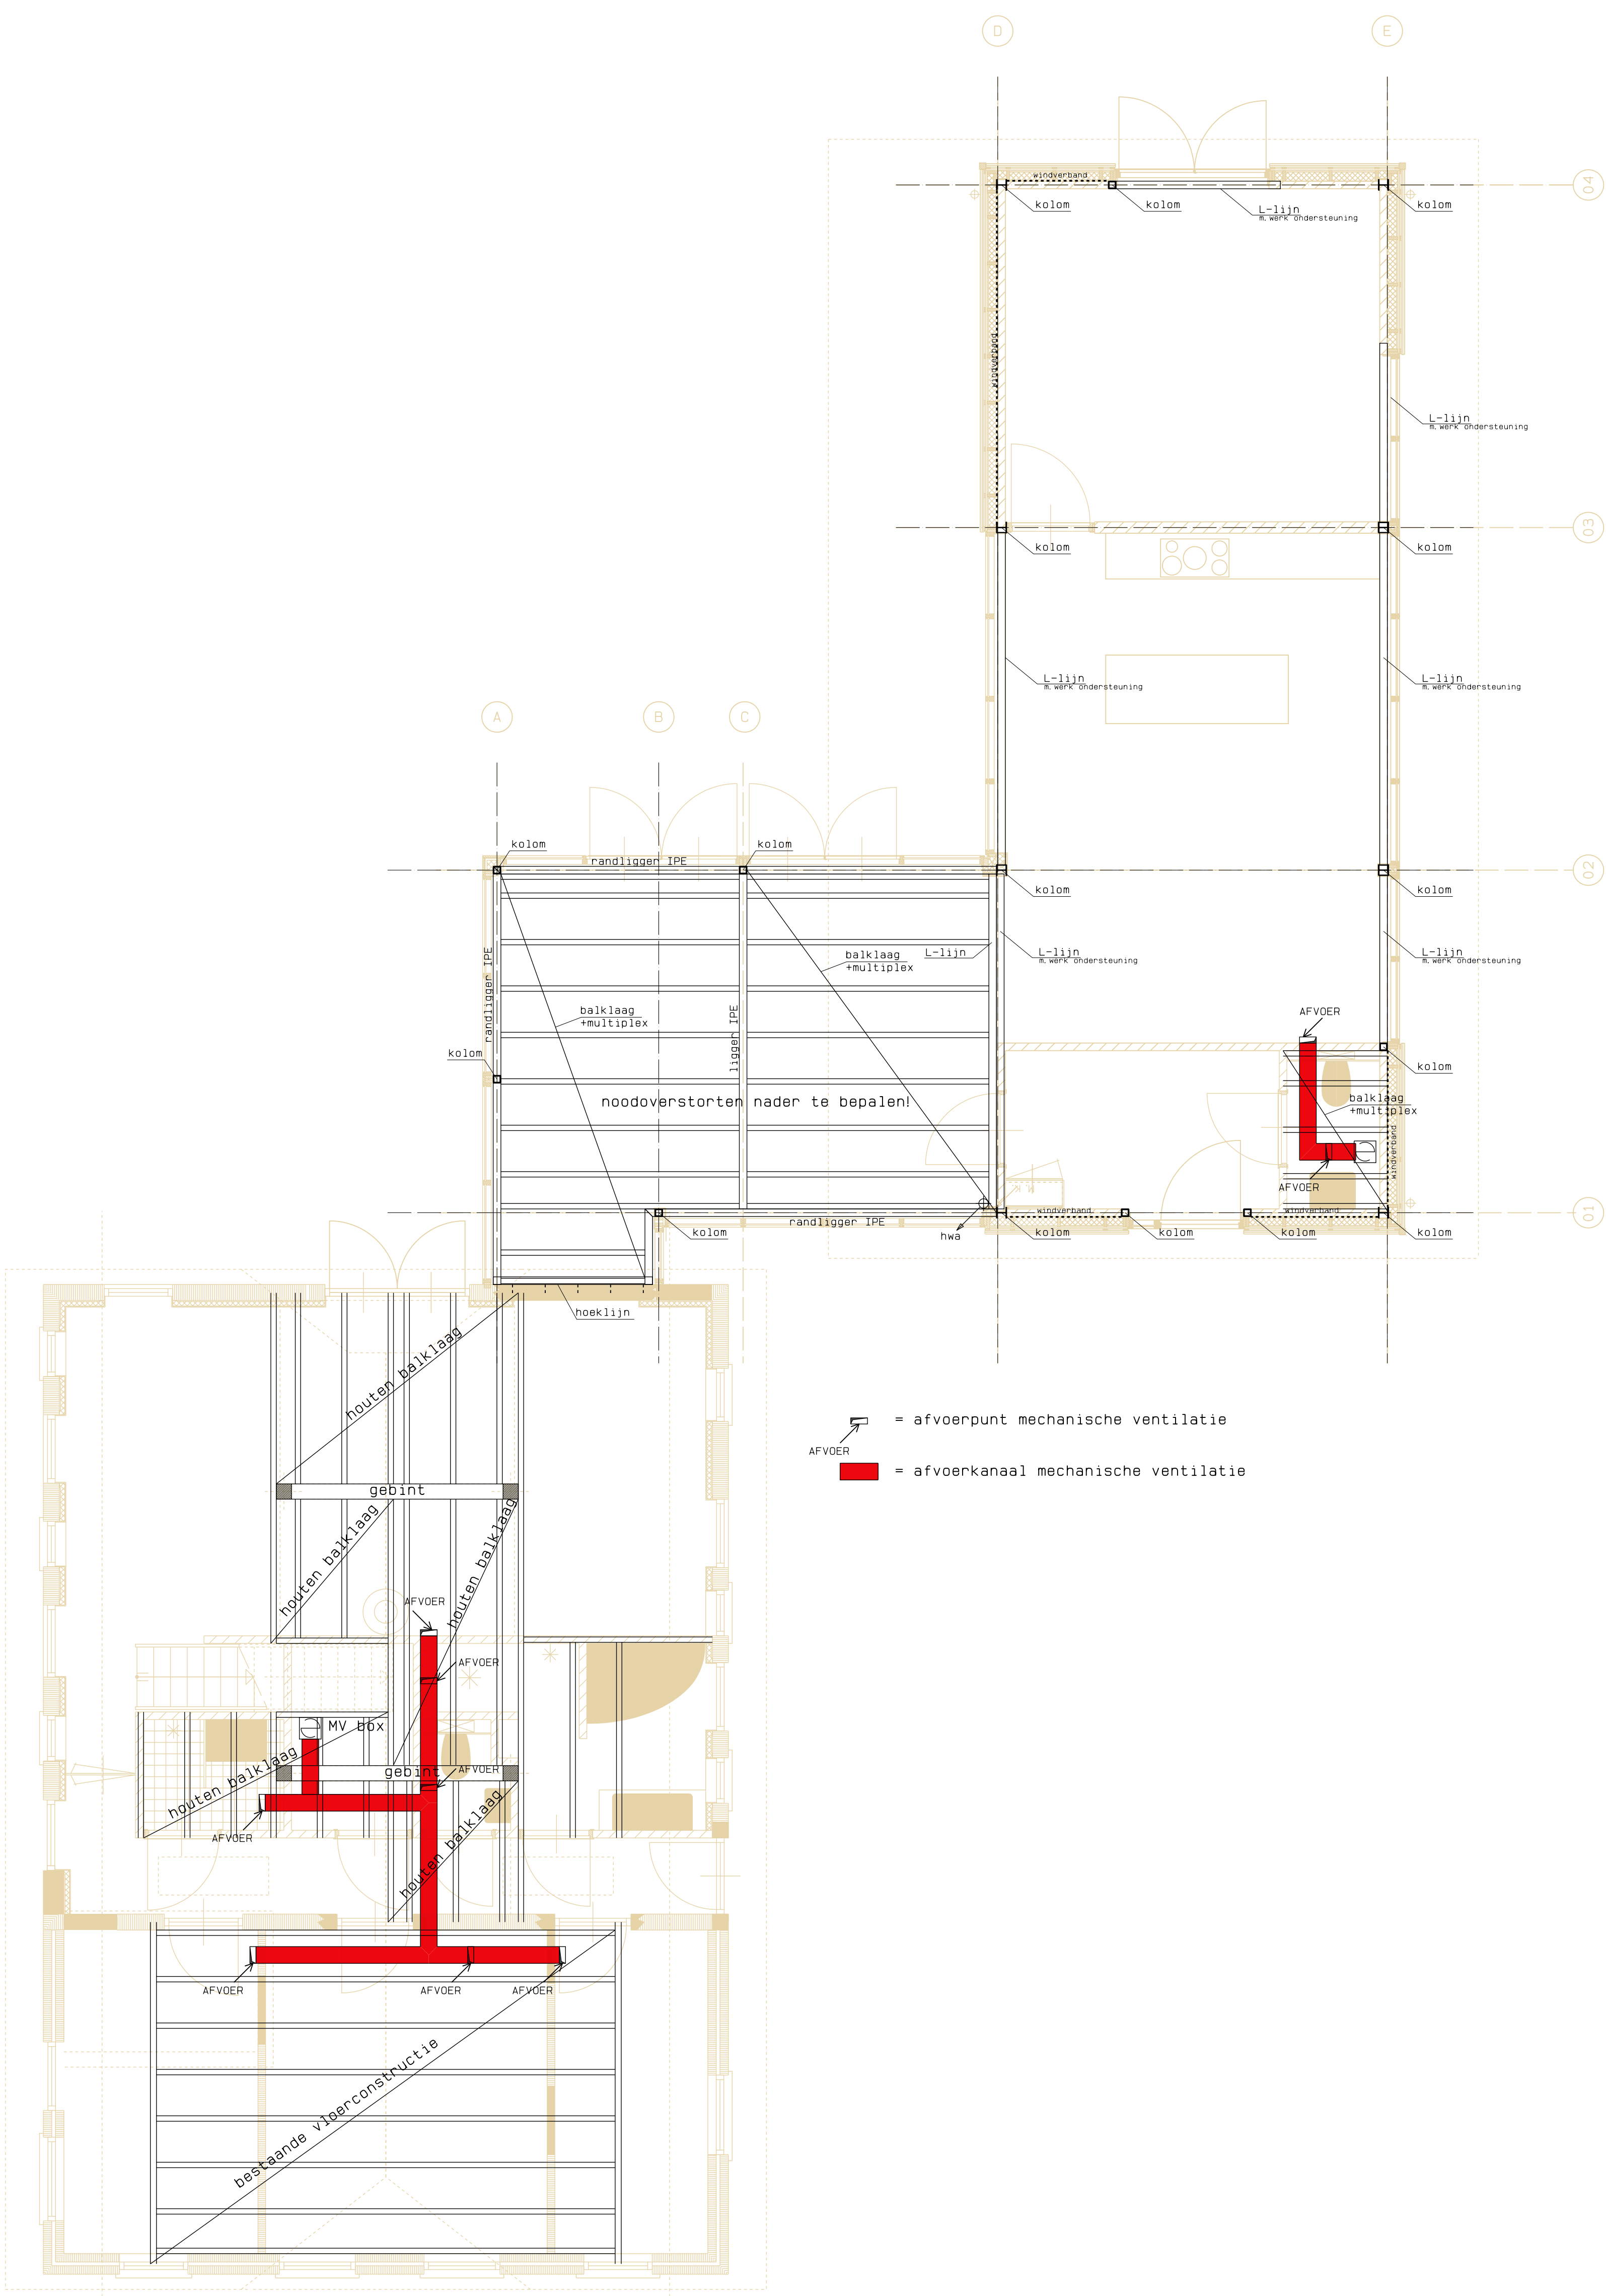 D
E
windverband
04
kolom
kolom
L-lijn
m. werk ondersteuning
kolom
windverband
L-lijn
m. werk ondersteuning
03
kolom
kolom
L-lijn
m. werk ondersteuning
L-lijn
m. werk ondersteuning
A
B
C
kolom
kolom
randligger IPE
02
kolom
kolom
randligger IPE
balklaag
+multiplex
L-lijn
L-lijn
m. werk ondersteuning
L-lijn
m. werk ondersteuning
balklaag
+multiplex
ligger IPE
AFVOER
kolom
kolom
noodoverstorten nader te bepalen!
balklaag
+multiplex
windverband
AFVOER
windverband
windverband
01
randligger IPE
kolom
hwa
kolom
kolom
kolom
kolom
hoeklijn
houten balklaag
= afvoerpunt mechanische ventilatie
AFVOER
= afvoerkanaal mechanische ventilatie
gebint
houten balklaag
houten balklaag
AFVOER
AFVOER
MV box
houten balklaag
gebint
AFVOER
AFVOER
houten balklaag
AFVOER
AFVOER
AFVOER
bestaande vloerconstructie